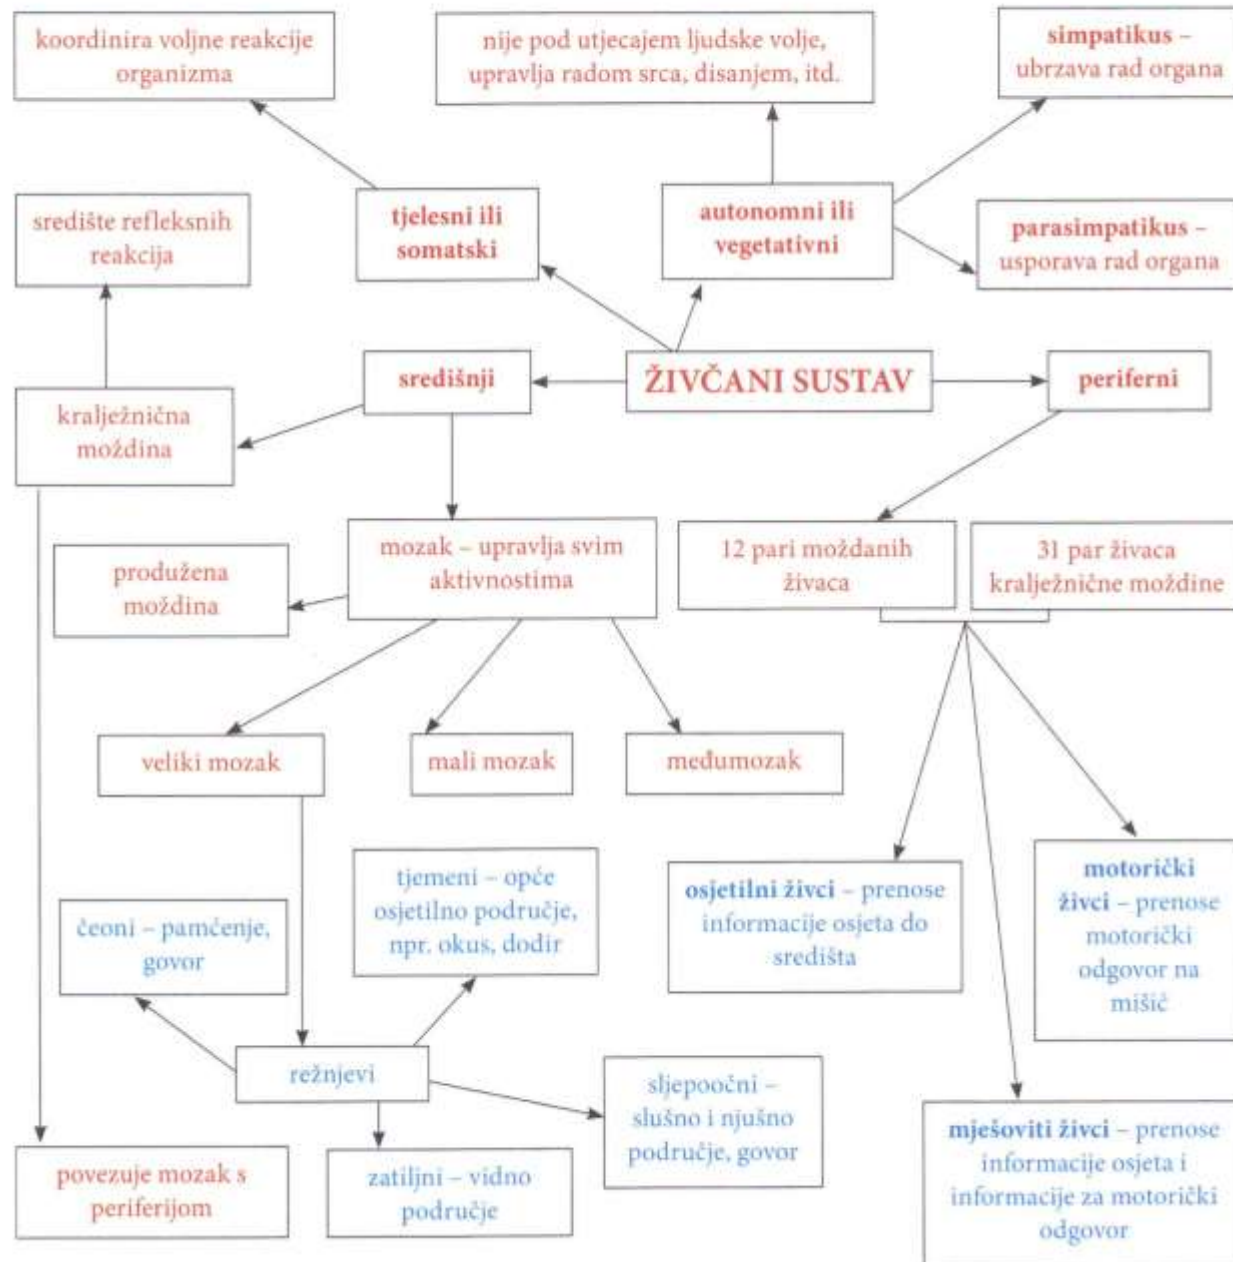 koordinira voljne reakcije
organizma
nije pod utjecajem ljudske volje,
upravlja radom srca, disanjem, itd.
simpatikus –
ubrzava rad organa
središte refleksnih
reakcija
tjelesni ili
somatski
autonomni ili
vegetativni
parasimpatikus –
usporava rad organa
kralježnična
moždina
središnji
ŽIVČANI SUSTAV
periferni
produžena
moždina
mozak – upravlja svim
aktivnostima
12 pari moždanih
živaca
31 par živaca
kralježnične moždine
veliki mozak
mali mozak
međumozak
čeoni – pamćenje,
govor
tjemeni – opće
osjetilno područje,
npr. okus, dodir
osjetilni živci – prenose
informacije osjeta do
središta
motorički
živci – prenose
motorički
odgovor na
mišić
režnjevi
sljepoočni –
slušno i njušno
područje, govor
povezuje mozak s
periferijom
zatiljni – vidno
područje
mješoviti živci – prenose
informacije osjeta i
informacije za motorički
odgovor